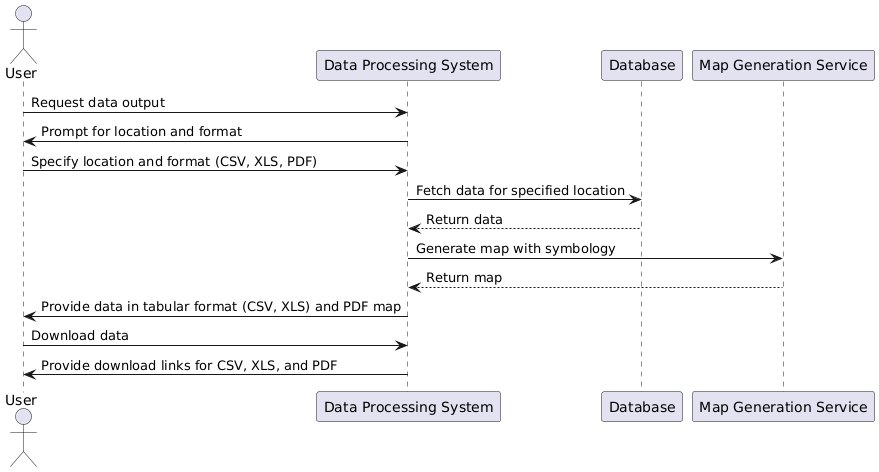 User
Data Processing System
Database
Map Generation Service
Request data output
Prompt for location and format
Specify location and format (CSV, XLS, PDF)
Fetch data for specified location
Return data
Generate map with symbology
Return map
Provide data in tabular format (CSV, XLS) and PDF map
Download data
Provide download links for CSV, XLS, and PDF
User
Data Processing System
Database
Map Generation Service